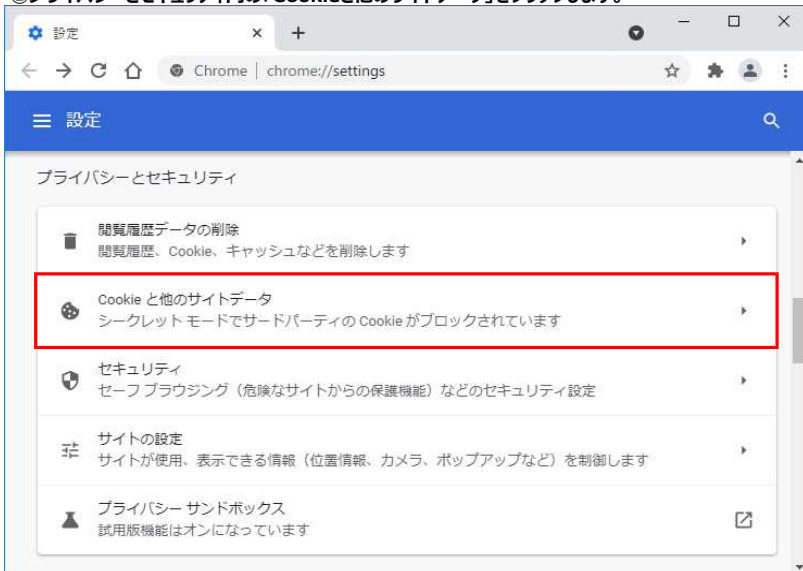 設定
Chrome | chrome://settings
設定
プライバシーとセキュリティ
閲覧履歴データの削除
閲覧履歴、Cookie、キャッシュなどを削除します
Cookie と他のサイトデータ
シークレット モードでサードパーティの Cookie がブロックされています
セキュリティ
セーフ ブラウジング（危険なサイトからの保護機能）などのセキュリティ設定
サイトの設定
サイトが使用、表示できる情報（位置情報、カメラ、ポップアップなど）を制御します
プライバシー サンドボックス
試用版機能はオンになっています